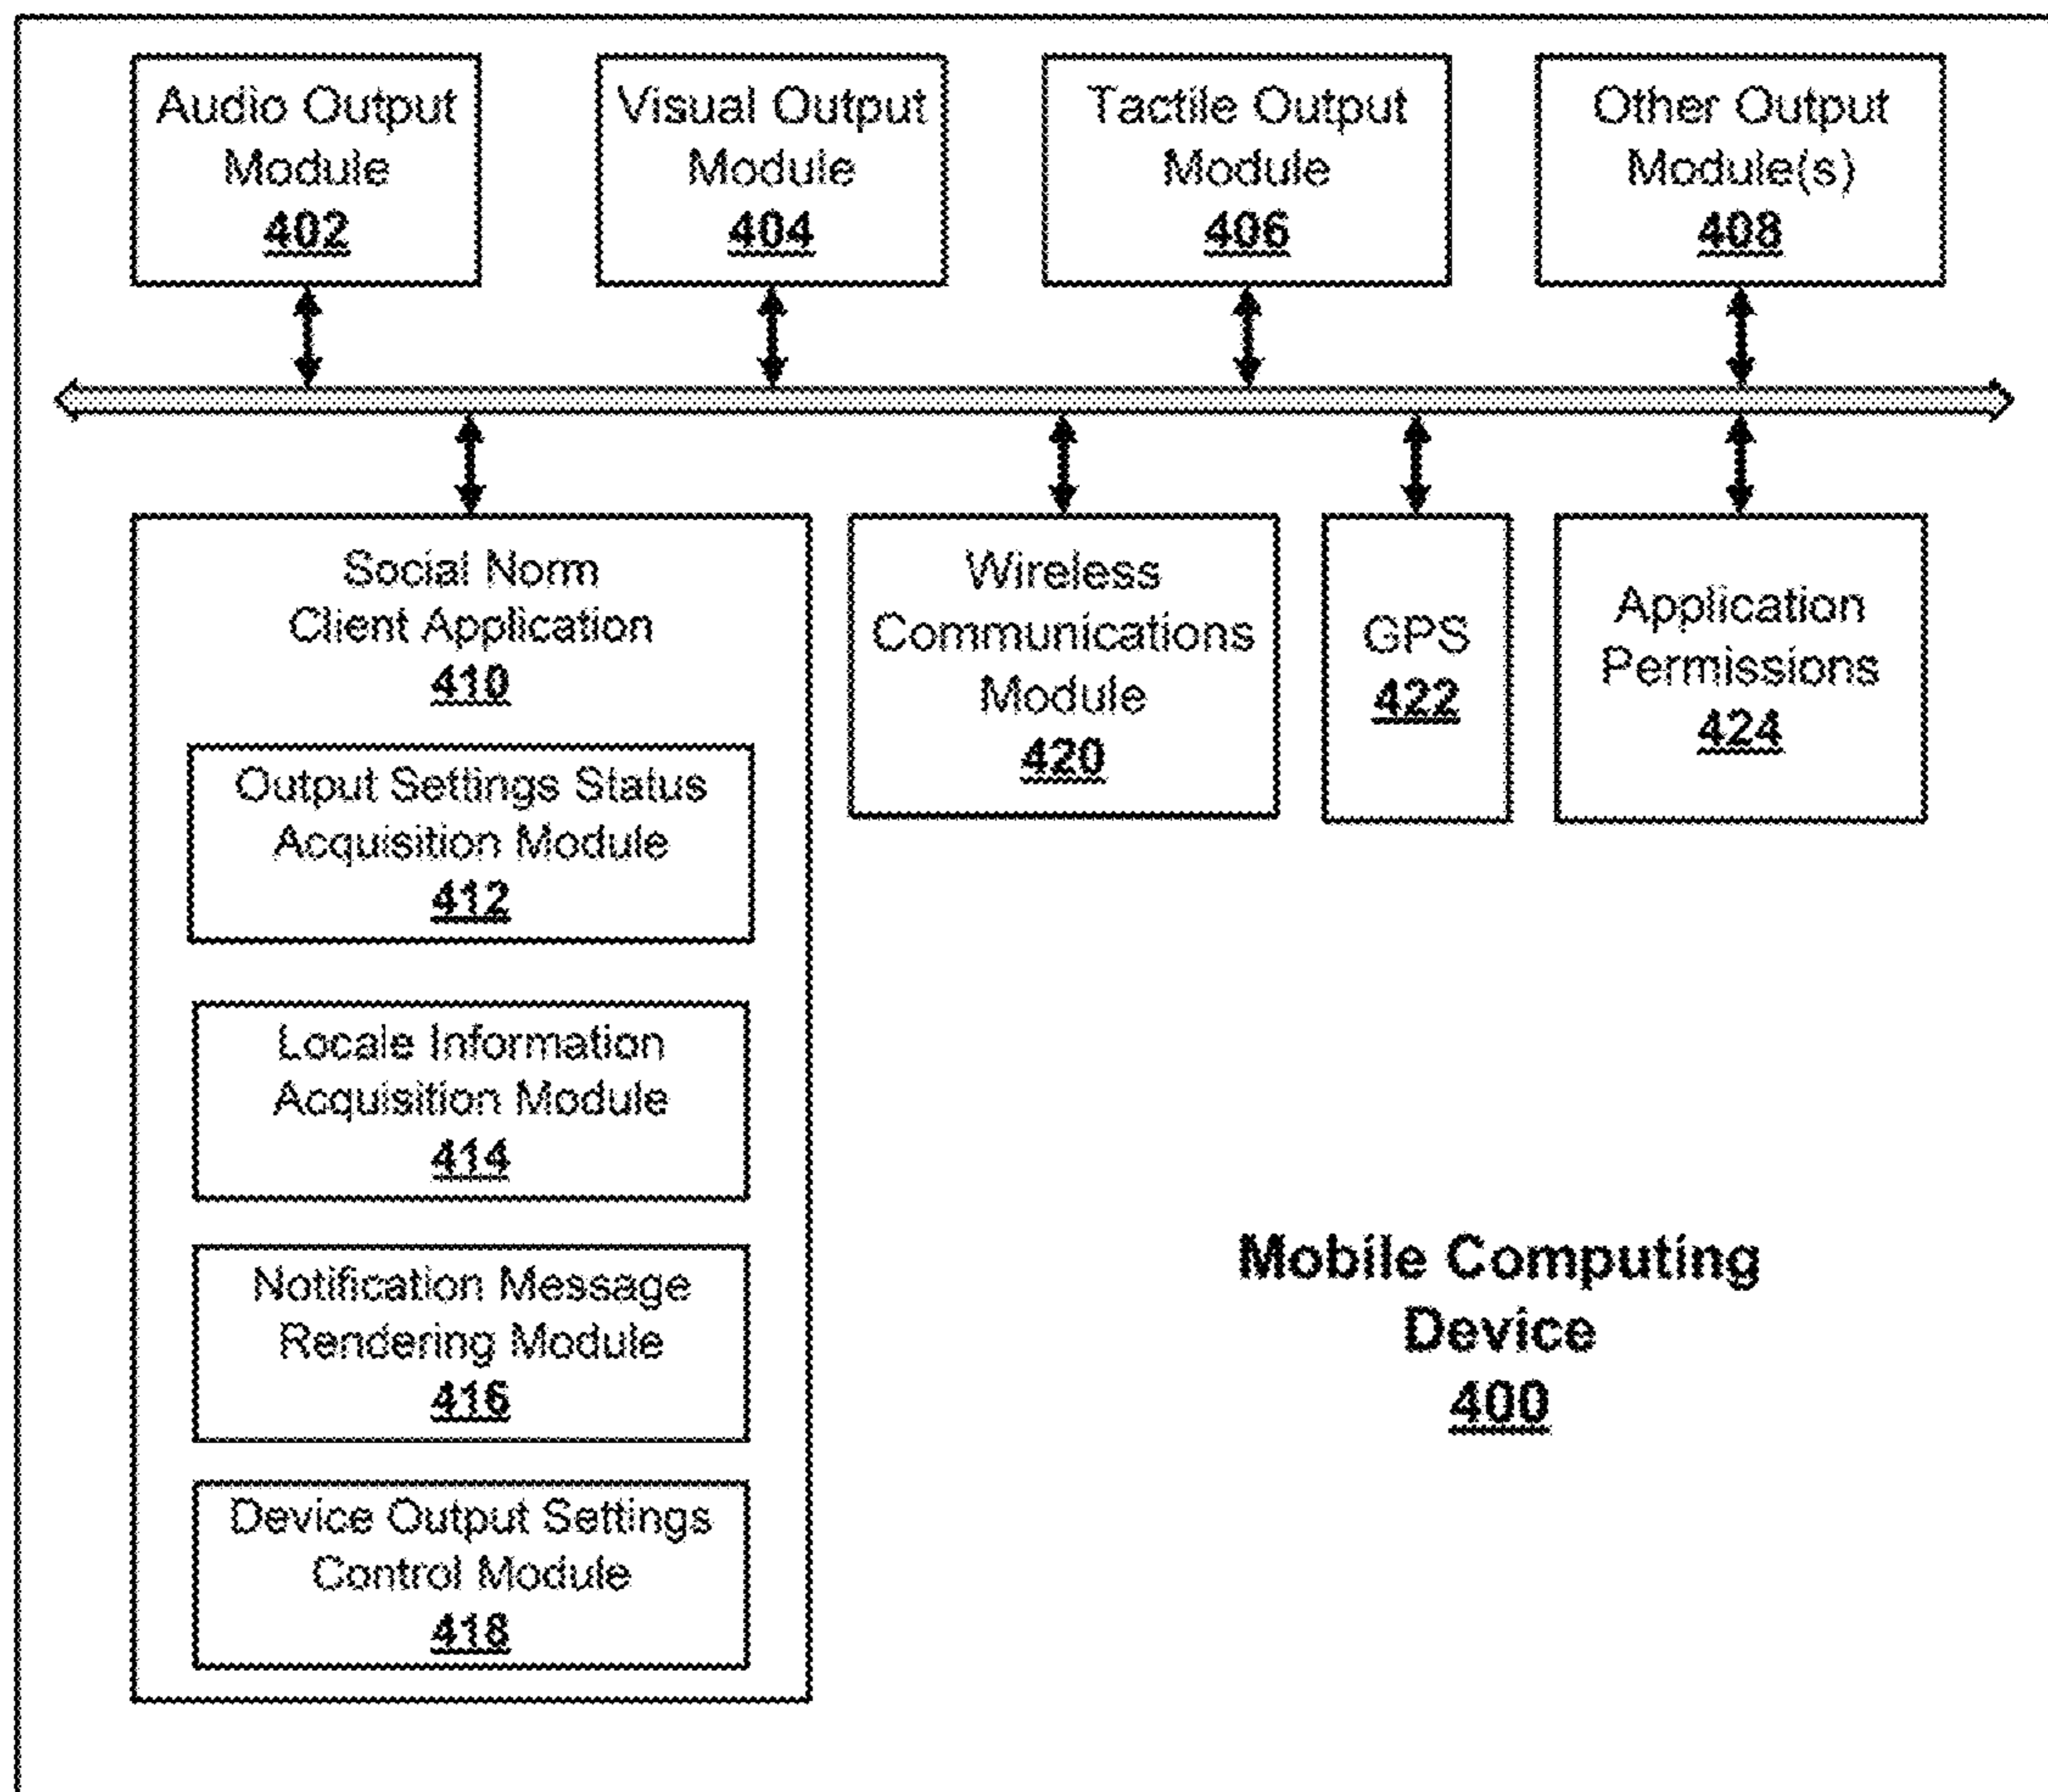 Audio Output
Module
402
Visual Output
Module
404
Tactile Output
Module
406
Other Output
Module(s)
408
Social Norm
Client Application
410
Output Settings Status
Acquisition Module
412
Locale Information
Acquisition Module
414
Notification Message
Rendering Module
416
Device Output Settings
Control Module
418
Wireless
Communications
Module
420
GPS
422
Application
Permissions
424
Mobile Computing
Device
400